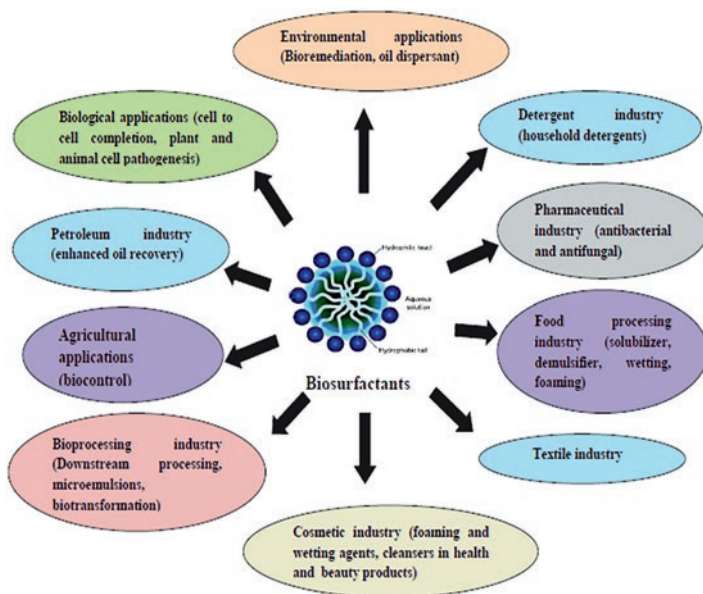 Environmental applications
(Bioremediation, oil dispersant)
Biological applications (cell to
cell completion, plant and
animal cell pathogenesis)
Detergent industry
(household detergents)
Petroleum industry
(enhanced oil recovery)
Pharmaceutical
industry (antibacterial
and antifungal)
Hydrophilic head
Aqueous
solution
Hydrophobic tail
Biosurfactants
Agricultural
applications
(biocontrol)
Food processing
industry (solubilizer,
demulsifier, wetting,
foaming)
Bioprocessing industry
(Downstream processing,
microemulsions,
biotransformation)
Textile industry
Cosmetic industry (foaming and
wetting agents, cleansers in health
and beauty products)